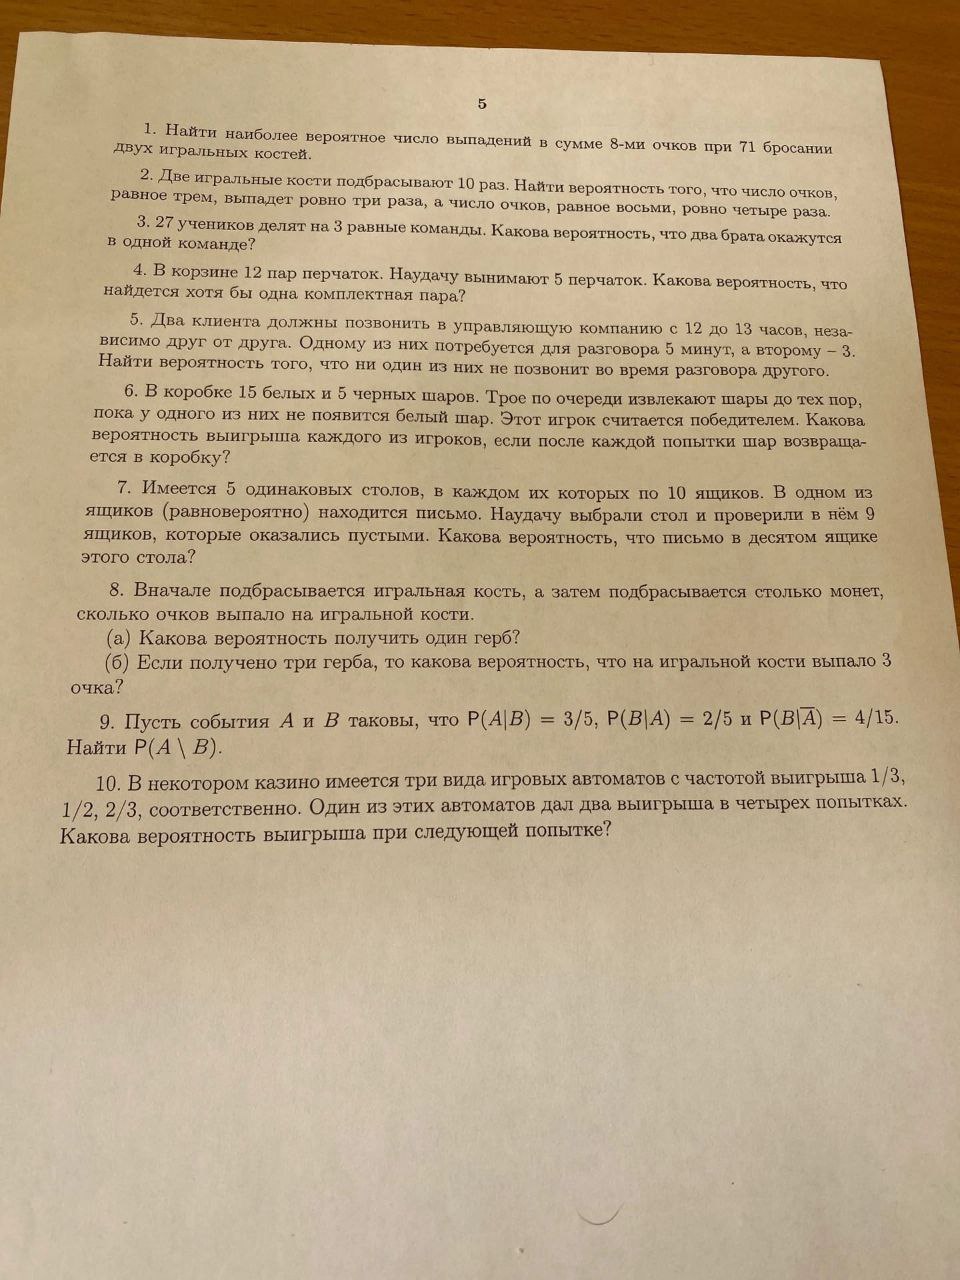 5
1. Найти наиболее вероятное число выпадений в сумме 8-ми очков при 71 бросании
двух игральных костей.
2. Две игральные кости подбрасывают 10 раз. Найти вероятность того, что число очков,
равное трем, выпадет ровно три раза, а число очков, равное восьми, ровно четыре раза.
3. 27 учеников делят на 3 равные команды. Какова вероятность, что два брата окажутся
в одной команде?
4. В корзине 12 пар перчаток. Наудачу вынимают 5 перчаток. Какова вероятность, что
найдется хотя бы одна комплектная пара?
5. Два клиента должны позвонить в управляющую компанию с 12 до 13 часов, неза-
висимо друг от друга. Одному из них потребуется для разговора 5 минут, а второму – 3.
Найти вероятность того, что ни один из них не позвонит во время разговора другого.
6. В коробке 15 белых и 5 черных шаров. Трое по очереди извлекают шары до тех пор,
пока у одного из них не появится белый шар. Этот игрок считается победителем. Какова
вероятность выигрыша каждого из игроков, если после каждой попытки шар возвраща-
ется в коробку?
7. Имеется 5 одинаковых столов, в каждом их которых по 10 ящиков. В одном из
ящиков (равновероятно) находится письмо. Наудачу выбрали стол и проверили в нём 9
ящиков, которые оказались пустыми. Какова вероятность, что письмо в десятом ящике
этого стола?
8. Вначале подбрасывается игральная кость, а затем подбрасывается столько монет,
сколько очков выпало на игральной кости.
(а) Какова вероятность получить один герб?
(б) Если получено три герба, то какова вероятность, что на игральной кости выпало 3
очка?
9. Пусть события A и B таковы, что P(A|B) = 3/5, P(B|A) = 2/5 и P(B|A̅) = 4/15.
Найти P(A \ B).
10. В некотором казино имеется три вида игровых автоматов с частотой выигрыша 1/3,
1/2, 2/3, соответственно. Один из этих автоматов дал два выигрыша в четырех попытках.
Какова вероятность выигрыша при следующей попытке?